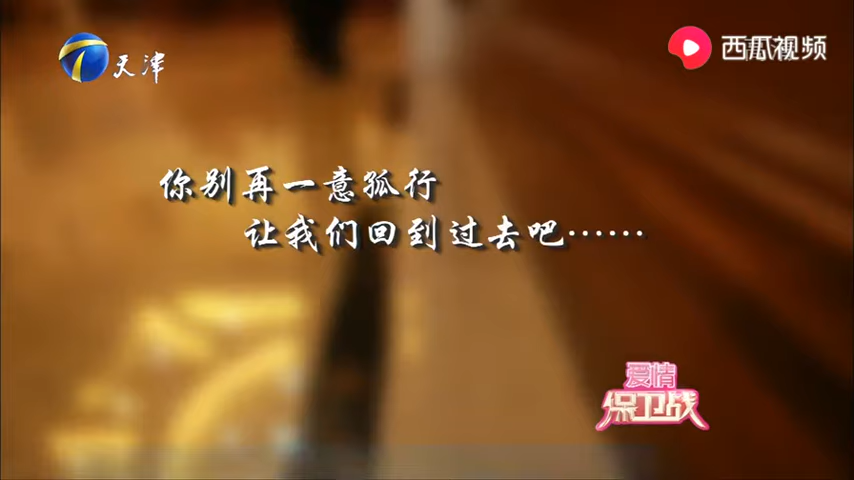 天津
西瓜视频
你别再一意孤行
让我们回到过去吧……
爱情
保卫战